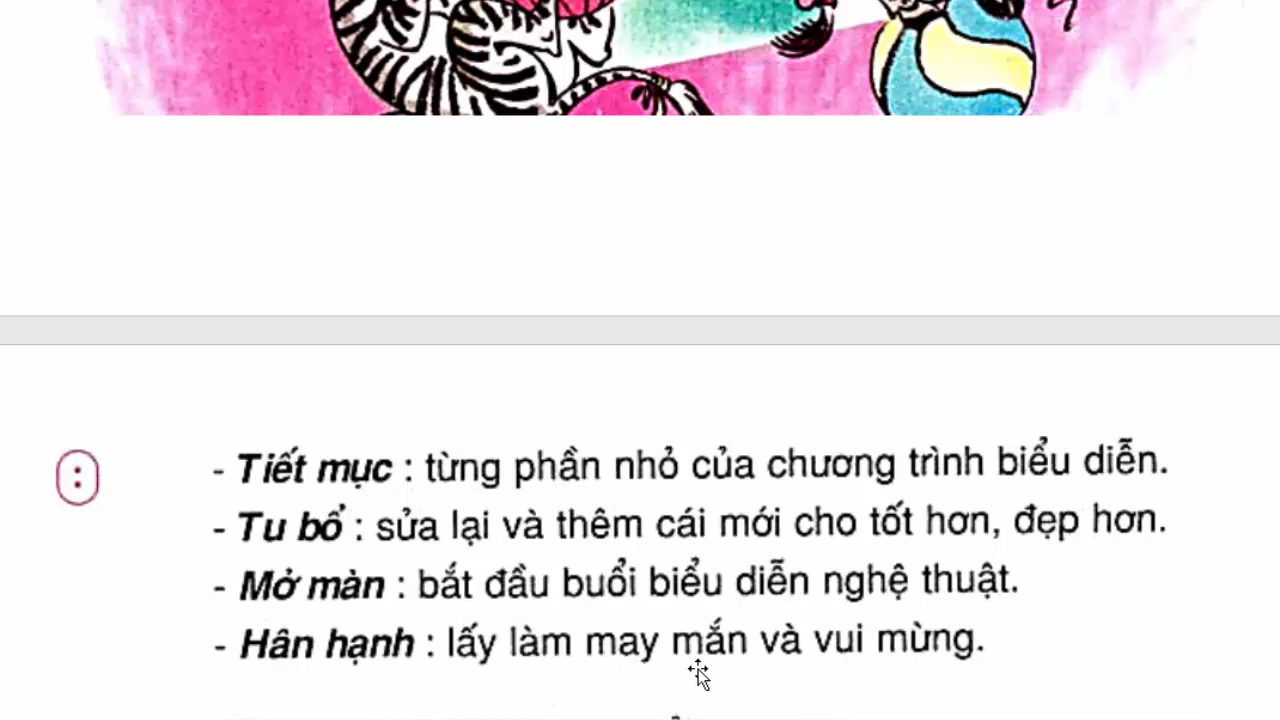 - Tiết mục : từng phần nhỏ của chương trình biểu diễn.
- Tu bổ : sửa lại và thêm cái mới cho tốt hơn, đẹp hơn.
- Mở màn : bắt đầu buổi biểu diễn nghệ thuật.
- Hân hạnh : lấy làm may mắn và vui mừng.